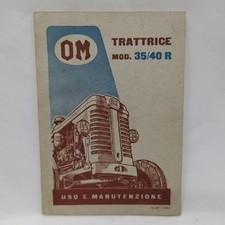 OM
TRATTRICE
MOD. 35/40 R
USO E MANUTENZIONE